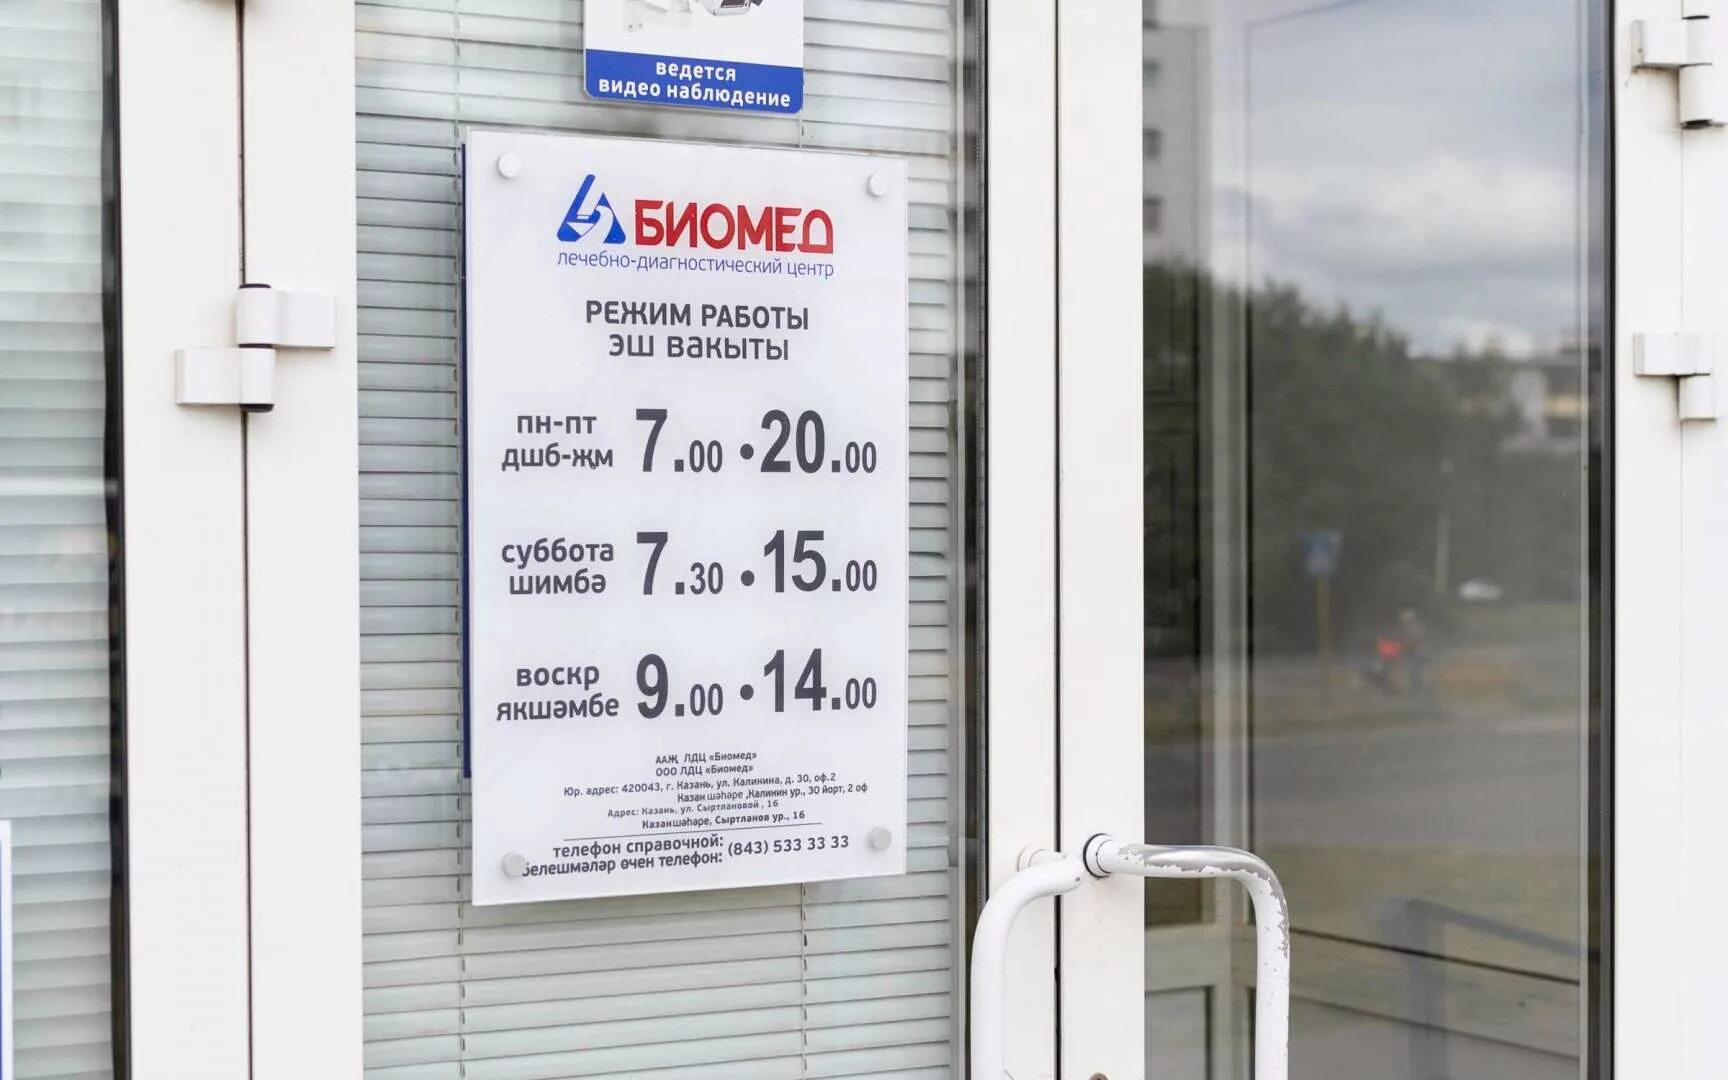 ведется
видео наблюдение
БИОМЕД
лечебно-диагностический центр
РЕЖИМ РАБОТЫ
ЭШ ВАКЫТЫ
пн-пт
дшб-җм
7.00 • 20.00
суббота
шимбә
7.30 • 15.00
воскр
якшәмбе
9.00 • 14.00
ААҖ ЛДЦ «Биомед»
ООО ЛДЦ «Биомед»
Юр. адрес: 420043, г. Казань, ул. Калинина, д. 30, оф.2
Казан шәһәре ,Калинин ур., 30 йорт, 2 оф
Адрес: Казань, ул. Сыртлановой , 16
Казаншәһәре, Сыртланов ур., 16
телефон справочной:
белешмәләр өчен телефон:
(843) 533 33 33